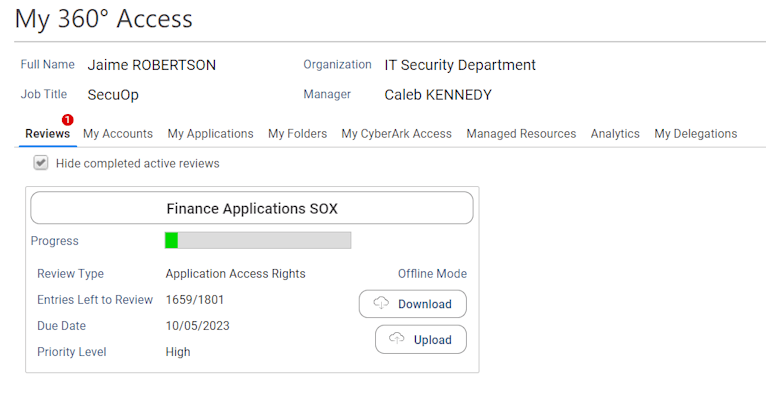 My 360° Access
Full Name Jaime ROBERTSON Organization IT Security Department
Job Title SecuOp Manager Caleb KENNEDY
1
Reviews My Accounts My Applications My Folders My CyberArk Access Managed Resources Analytics My Delegations
Hide completed active reviews
Finance Applications SOX
Progress
Review Type Application Access Rights Offline Mode
Entries Left to Review 1659/1801 Download
Due Date 10/05/2023
Upload
Priority Level High